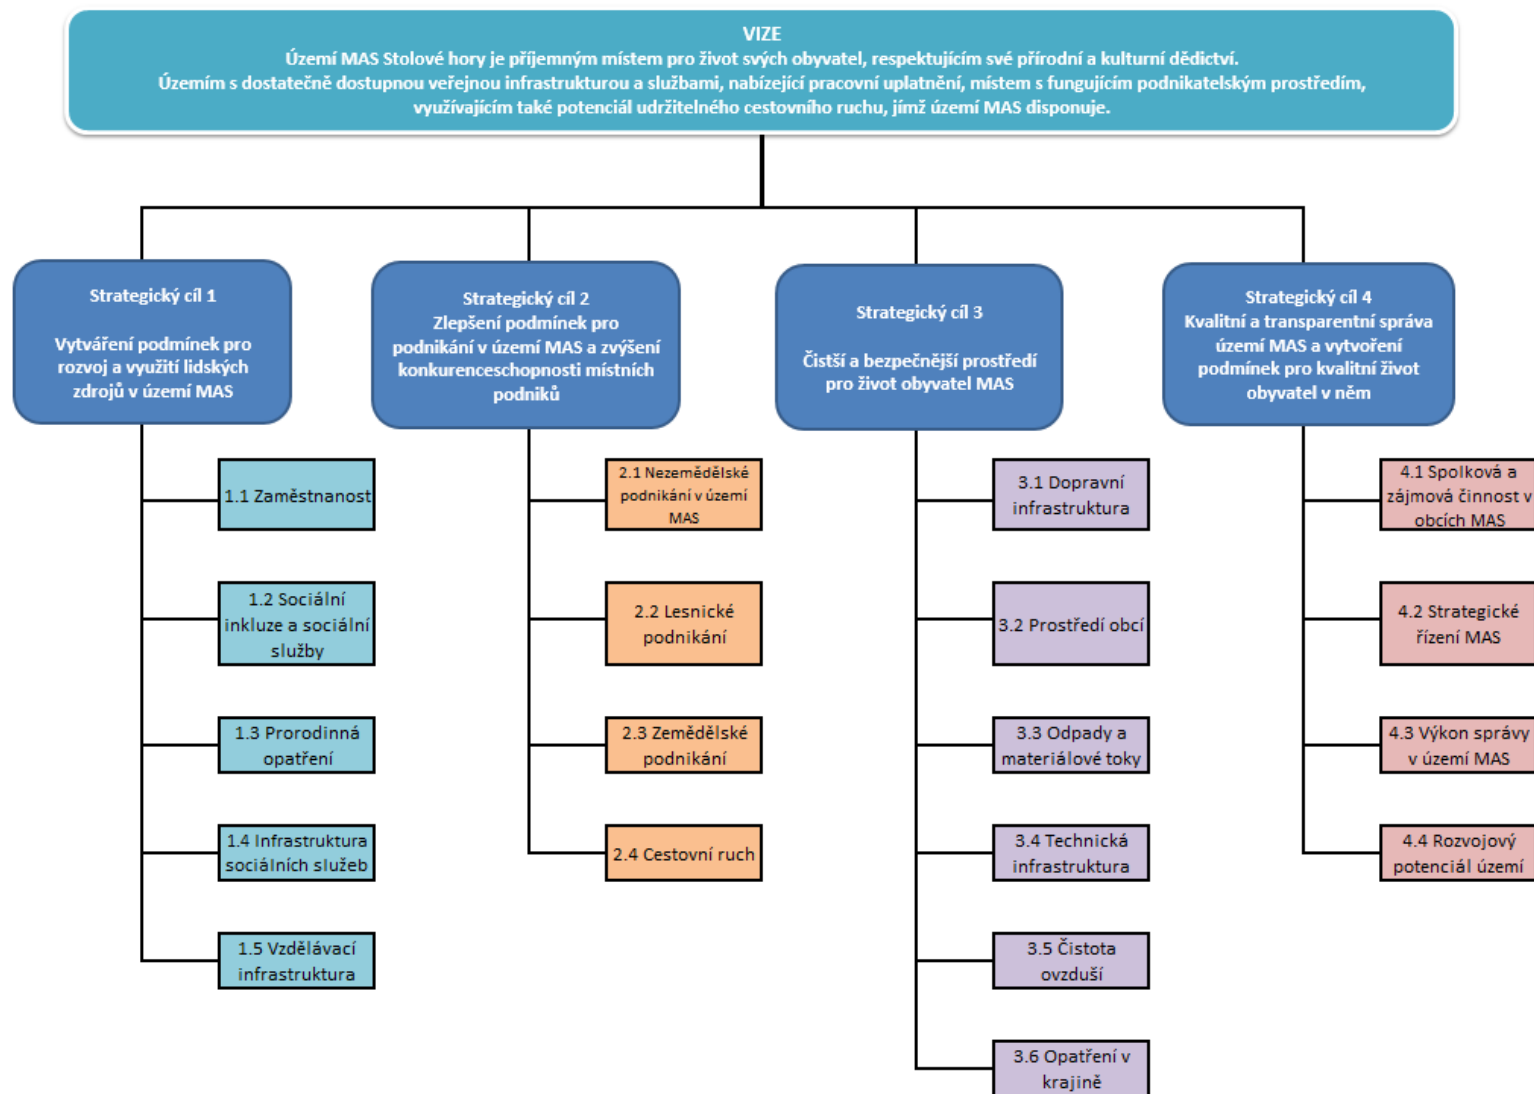 VIZE
Území MAS Stolové hory je příjemným místem pro život svých obyvatel, respektujícím své přírodní a kulturní dědictví.
Územím s dostatečně dostupnou veřejnou infrastrukturou a službami, nabízející pracovní uplatnění, místem s fungujícím podnikatelským prostředím,
využívajícím také potenciál udržitelného cestovního ruchu, jímž území MAS disponuje.
Strategický cíl 1
Vytváření podmínek pro
rozvoj a využití lidských
zdrojů v území MAS
1.1 Zaměstnanost
1.2 Sociální
inkluze a sociální
služby
1.3 Prorodinná
opatření
1.4 Infrastruktura
sociálních služeb
1.5 Vzdělávací
infrastruktura
Strategický cíl 2
Zlepšení podmínek pro
podnikání v území MAS a zvýšení
konkurenceschopnosti místních
podniků
2.1 Nezemědělské
podnikání v území
MAS
2.2 Lesnické
podnikání
2.3 Zemědělské
podnikání
2.4 Cestovní ruch
Strategický cíl 3
Čistší a bezpečnější prostředí
pro život obyvatel MAS
3.1 Dopravní
infrastruktura
3.2 Prostředí obcí
3.3 Odpady a
materiálové toky
3.4 Technická
infrastruktura
3.5 Čistota
ovzduší
3.6 Opatření v
krajině
Strategický cíl 4
Kvalitní a transparentní správa
území MAS a vytvoření
podmínek pro kvalitní život
obyvatel v něm
4.1 Spolková a
zájmová činnost v
obcích MAS
4.2 Strategické
řízení MAS
4.3 Výkon správy
v území MAS
4.4 Rozvojový
potenciál území